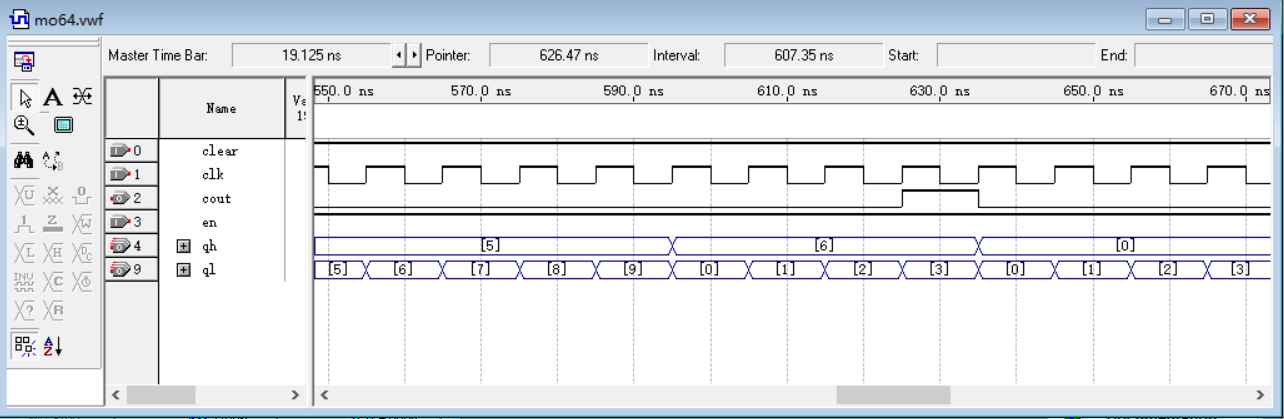 mo64.vwf
Master Time Bar: 19.125 ns Pointer: 626.47 ns Interval: 607.35 ns Start: End:
A
Name
550.0 ns 570.0 ns 590.0 ns 610.0 ns 630.0 ns 650.0 ns 670.0 ns
0 clear
1 clk
2 cout
3 en
4 qh [5] [6] [0]
9 ql [5] [6] [7] [8] [9] [0] [1] [2] [3] [0] [1] [2] [3]